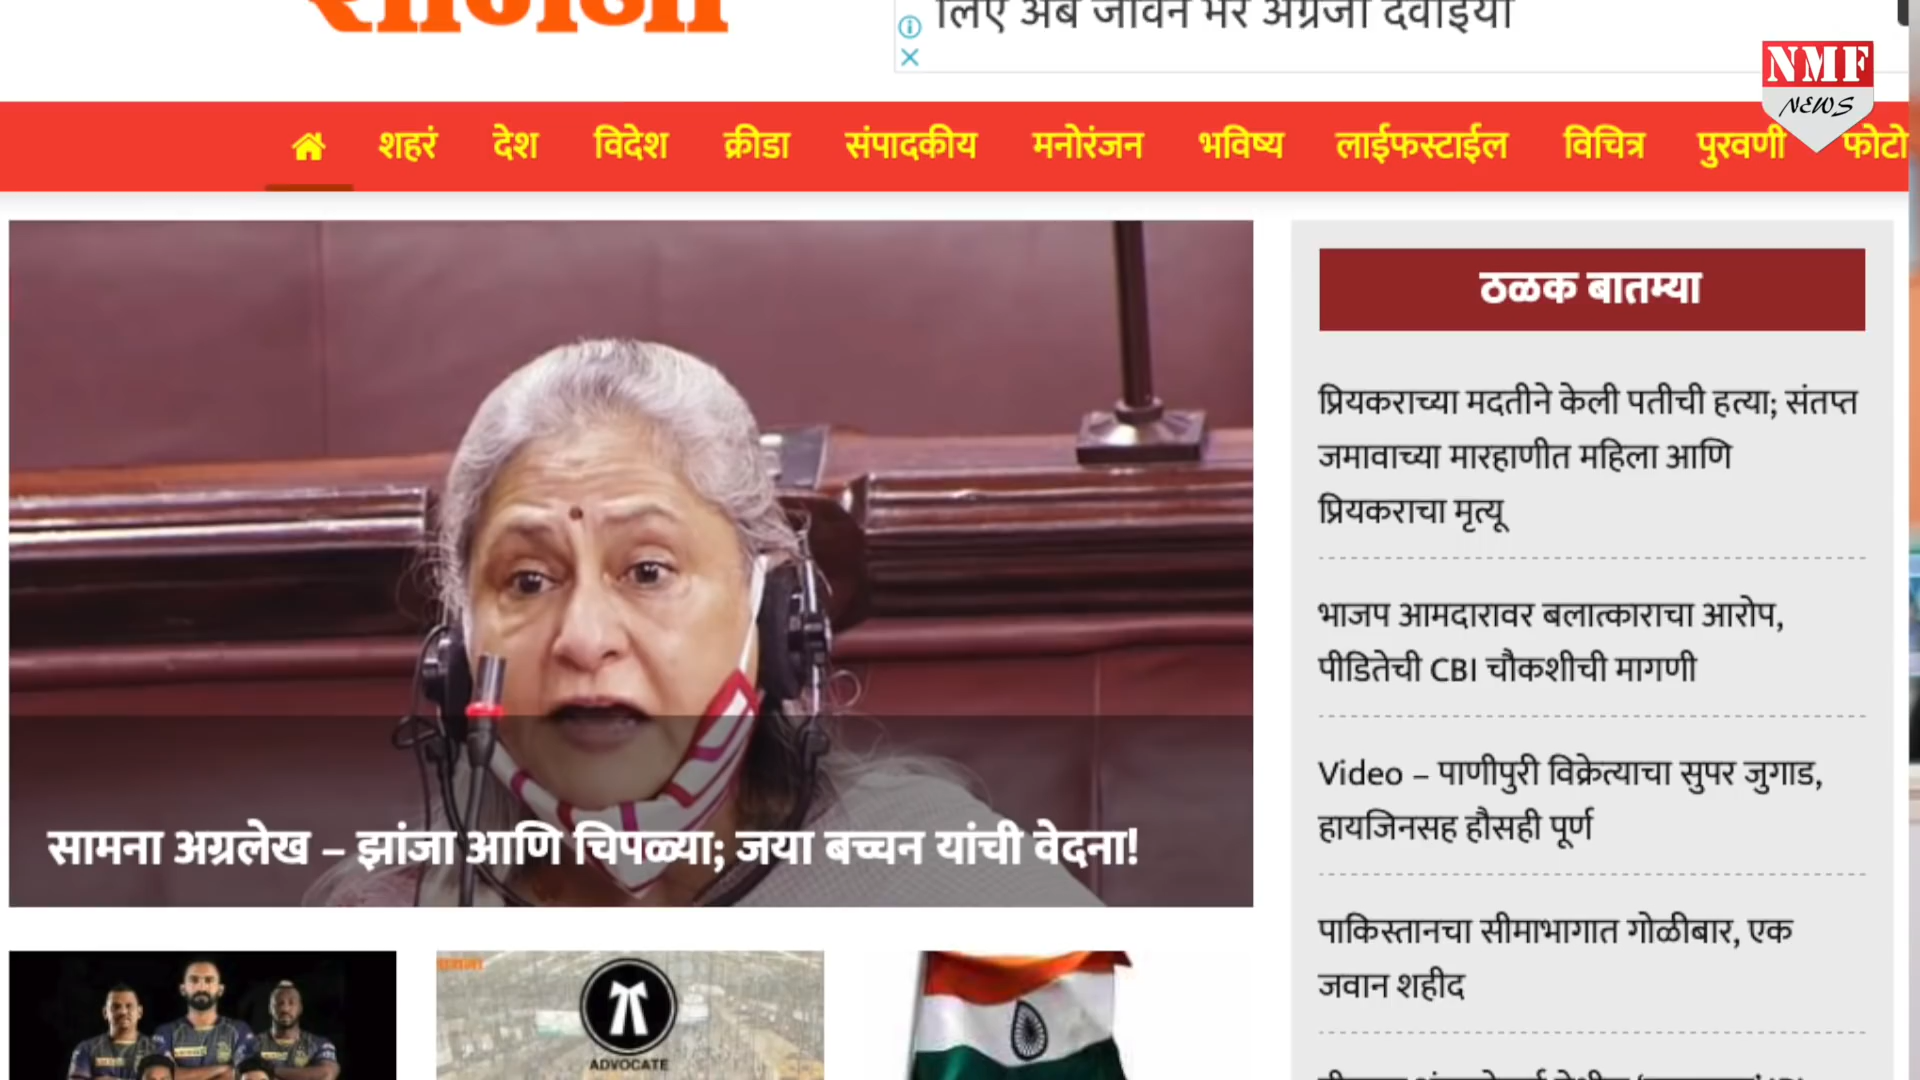 सामना
लिए अब जीवन भर अंग्रेजी दवाइयों
NMF
NEWS
शहरं देश विदेश क्रीडा संपादकीय मनोरंजन भविष्य लाईफस्टाईल विचित्र पुरवणी फोटो
ठळक बातम्या
प्रियकराच्या मदतीने केली पतीची हत्या; संतप्त
जमावाच्या मारहाणीत महिला आणि
प्रियकराचा मृत्यू
भाजप आमदारावर बलात्काराचा आरोप,
पीडितेची CBI चौकशीची मागणी
Video – पाणीपुरी विक्रेत्याचा सुपर जुगाड,
हायजिनसह हौसही पूर्ण
पाकिस्तानचा सीमाभागात गोळीबार, एक
जवान शहीद
सामना अग्रलेख – झांजा आणि चिपळ्या; जया बच्चन यांची वेदना!
ADVOCATE